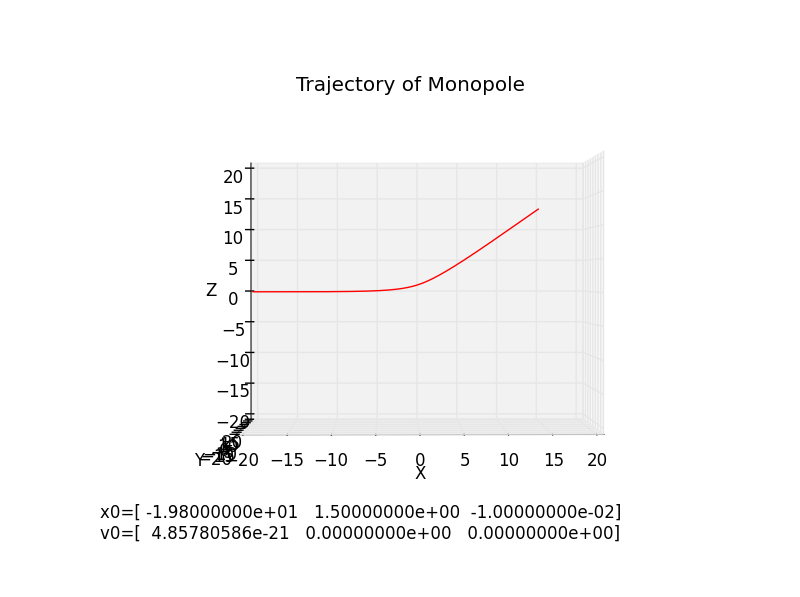 Trajectory of Monopole
20
15
10
5
Z 0
−5
−10
−15
−20
Y −20 −15 −10 −5 0 5 10 15 20
X
x0=[ -1.98000000e+01 1.50000000e+00 -1.00000000e-02]
v0=[ 4.85780586e-21 0.00000000e+00 0.00000000e+00]